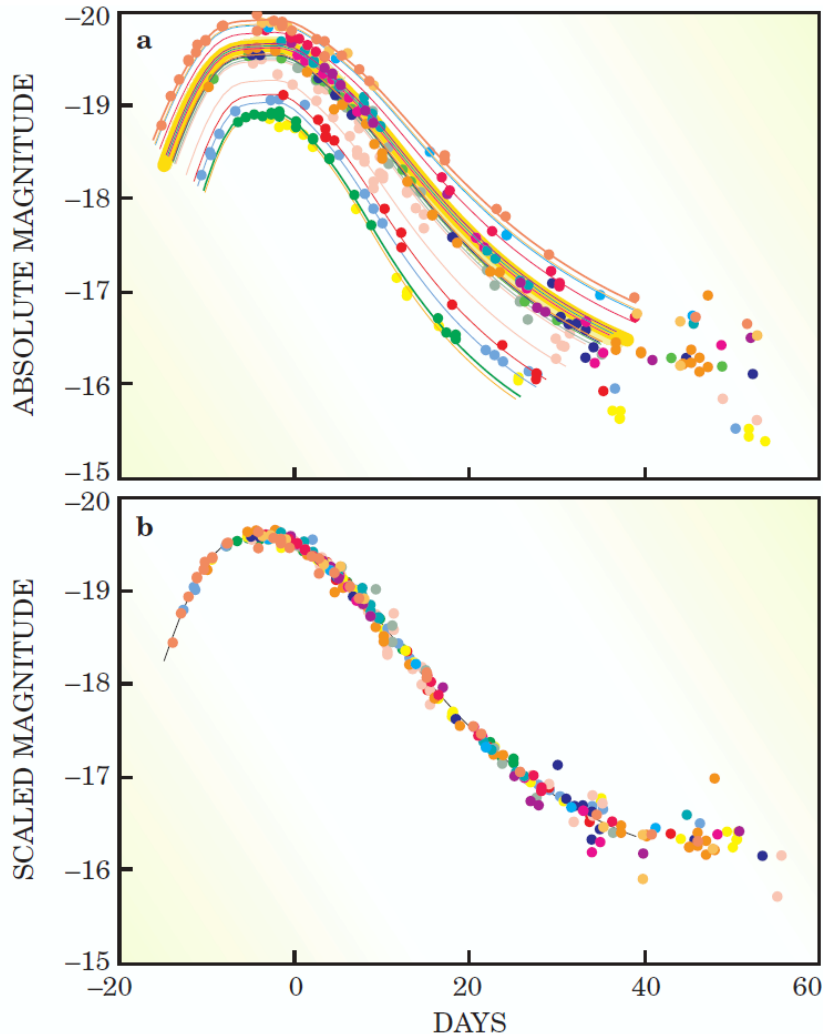 a
ABSOLUTE MAGNITUDE
–20
–19
–18
–17
–16
–15
b
SCALED MAGNITUDE
–20
–19
–18
–17
–16
–15
–20 0 20 40 60
DAYS